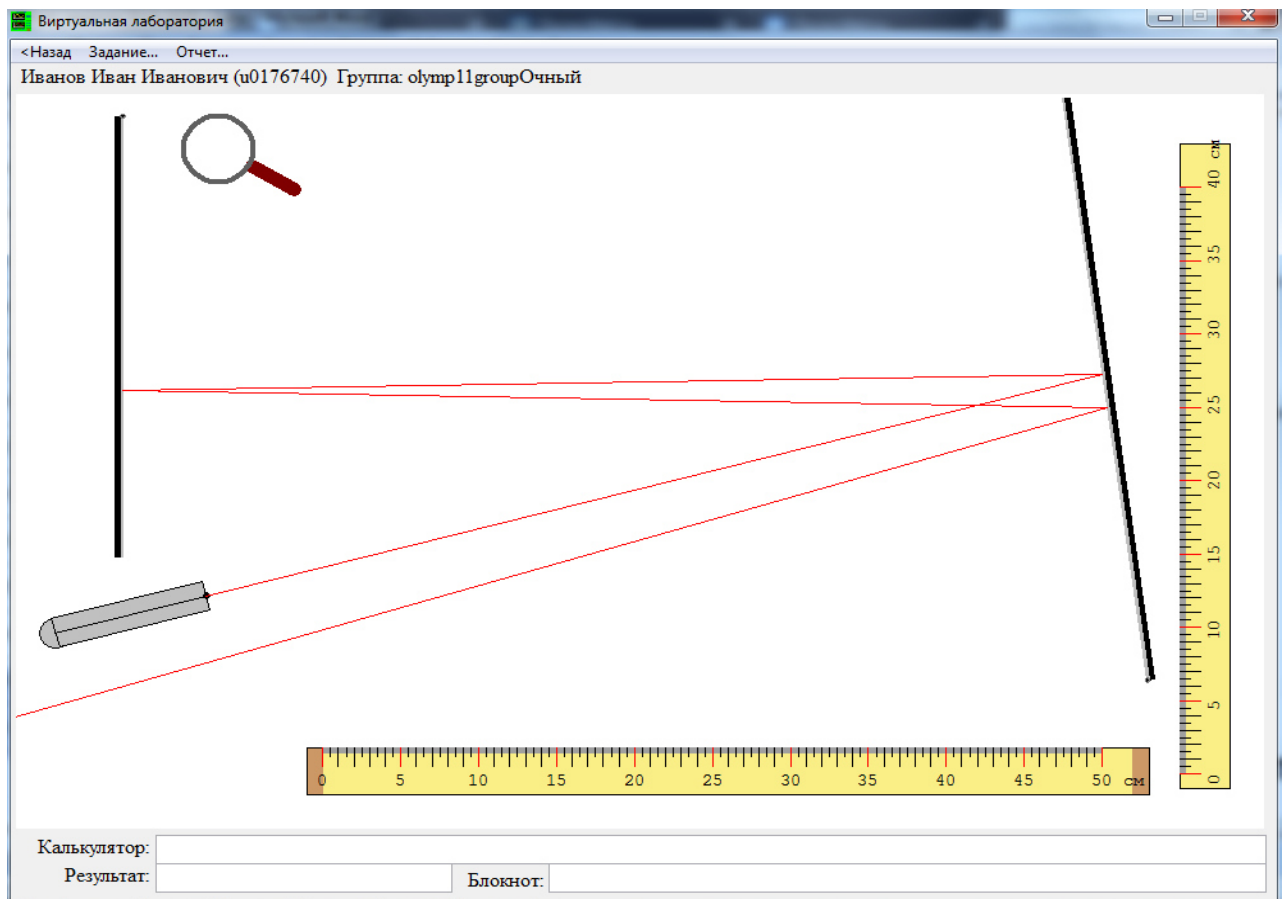 Виртуальная лаборатория
<Назад Задание... Отчет...
Иванов Иван Иванович (u0176740) Группа: olymp11groupОчный
40 см
35
30
25
20
15
10
5
0
0 5 10 15 20 25 30 35 40 45 50 см
Калькулятор:
Результат: Блокнот: